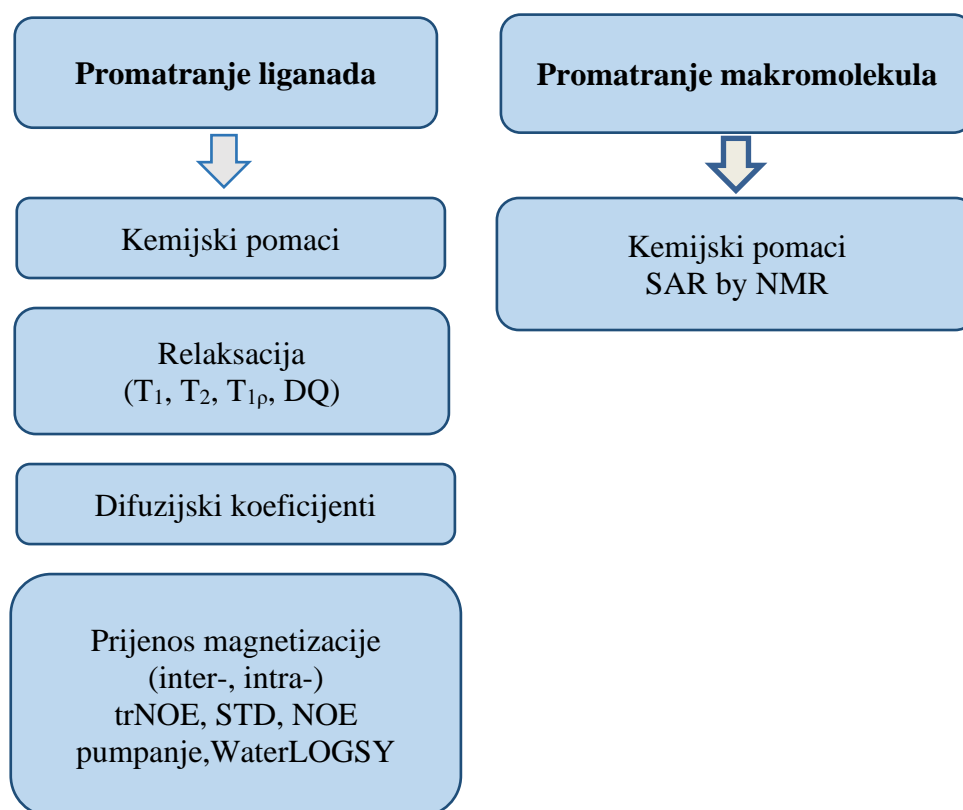 Promatranje liganada
Kemijski pomaci
Relaksacija
(T₁, T₂, T₁ᵨ, DQ)
Difuzijski koeficijenti
Prijenos magnetizacije
(inter-, intra-)
trNOE, STD, NOE
pumpanje,WaterLOGSY
Promatranje makromolekula
Kemijski pomaci
SAR by NMR